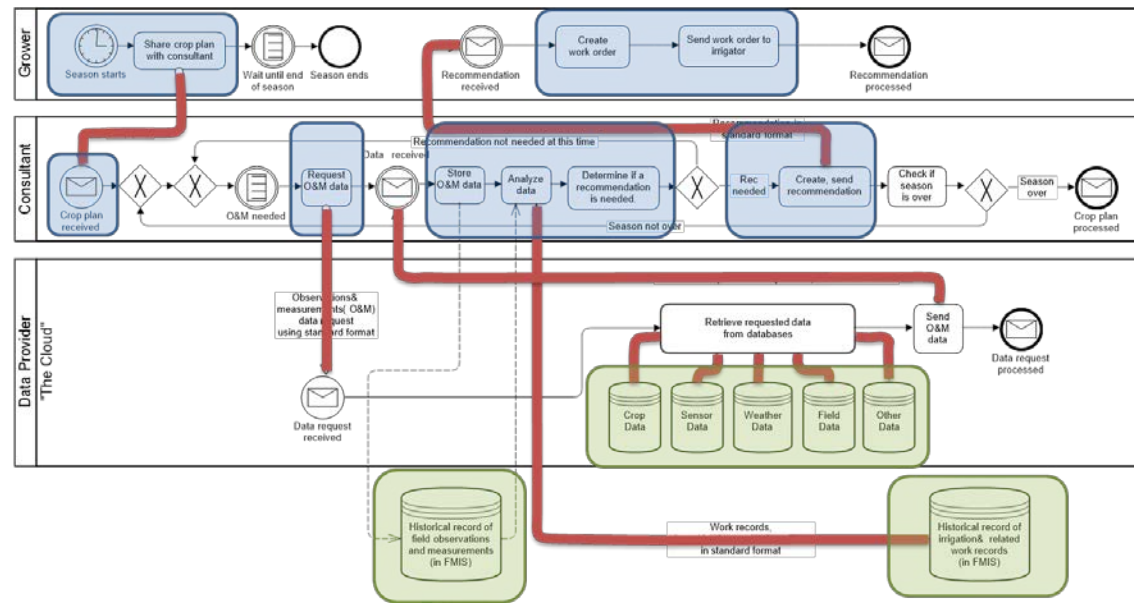 Grower
Season starts
Share crop plan
with consultant
Wait until end
of season
Season ends
Recommendation
received
Create
work order
Send work order to
irrigator
Recommendation
processed
Consultant
Crop plan
received
X
X
O&M needed
Recommendation not needed at this time
Request
O&M data
Data received
Store
O&M data
Analyze
data
Determine if a
recommendation
is needed.
X
Rec
needed
standard format
Create, send
recommendation
Check if
season
is over
X
Season
over
Crop plan
processed
Season not over
Data Provider
"The Cloud"
Observations&
measurements( O&M)
data request
using standard format
Data request
received
Retrieve requested data
from databases
Send
O&M
data
Data request
processed
Crop
Data
Sensor
Data
Weather
Data
Field
Data
Other
Data
Historical record of
field observations
and measurements
(in FMIS)
Work records,
in standard format
Historical record of
irrigation& related
work records
(in FMIS)